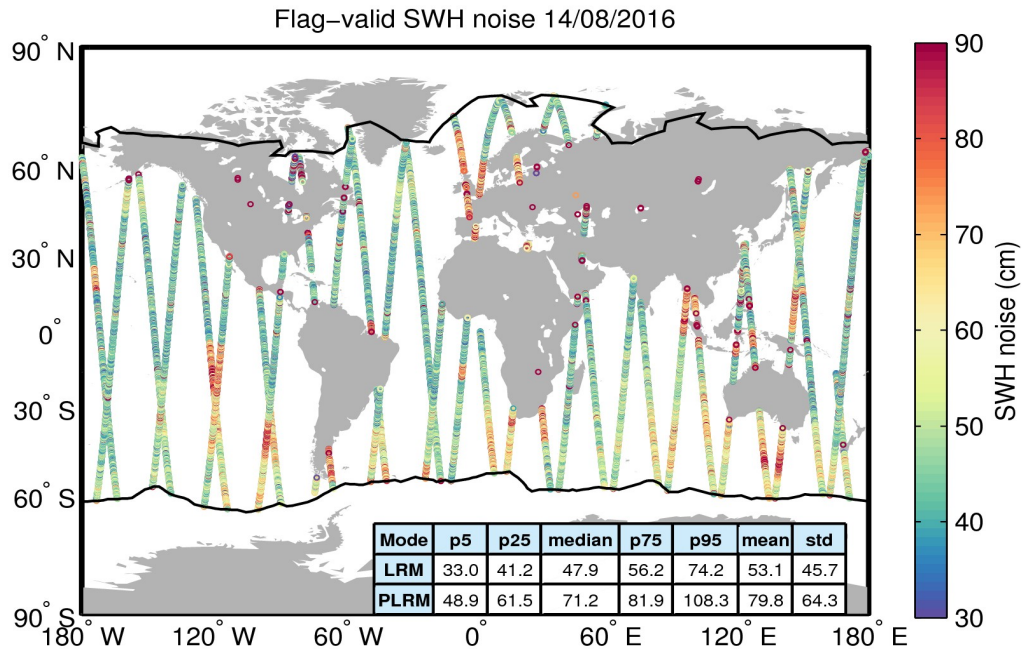 Flag−valid SWH noise 14/08/2016
90° N
60° N
30° N
0°
30° S
60° S
90° S
180° W
120° W
60° W
0°
60° E
120° E
180° E
Mode p5 p25 median p75 p95 mean std
LRM 33.0 41.2 47.9 56.2 74.2 53.1 45.7
PLRM 48.9 61.5 71.2 81.9 108.3 79.8 64.3
90
80
70
60
50
40
30
SWH noise (cm)